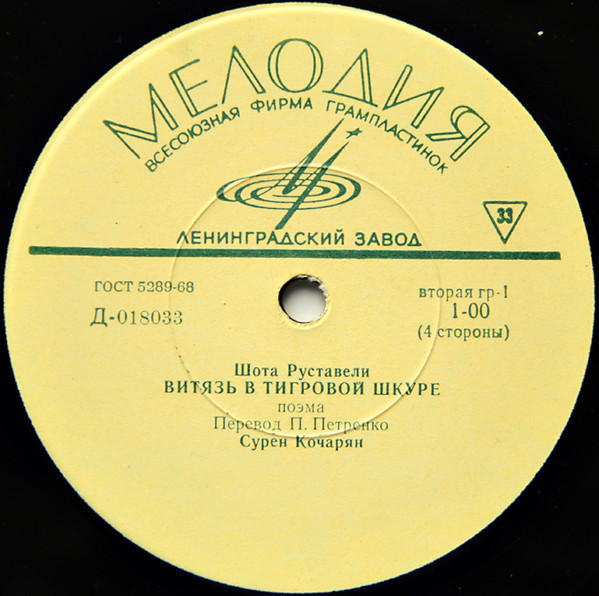 МЕЛОДИЯ
ВСЕСОЮЗНАЯ ФИРМА ГРАМПЛАСТИНОК
33
ЛЕНИНГРАДСКИЙ ЗАВОД
ГОСТ 5289-68
Д-018033
вторая гр-1
1-00
(4 стороны)
Шота Руставели
ВИТЯЗЬ В ТИГРОВОЙ ШКУРЕ
поэма
Перевод П. Петренко
Сурен Кочарян